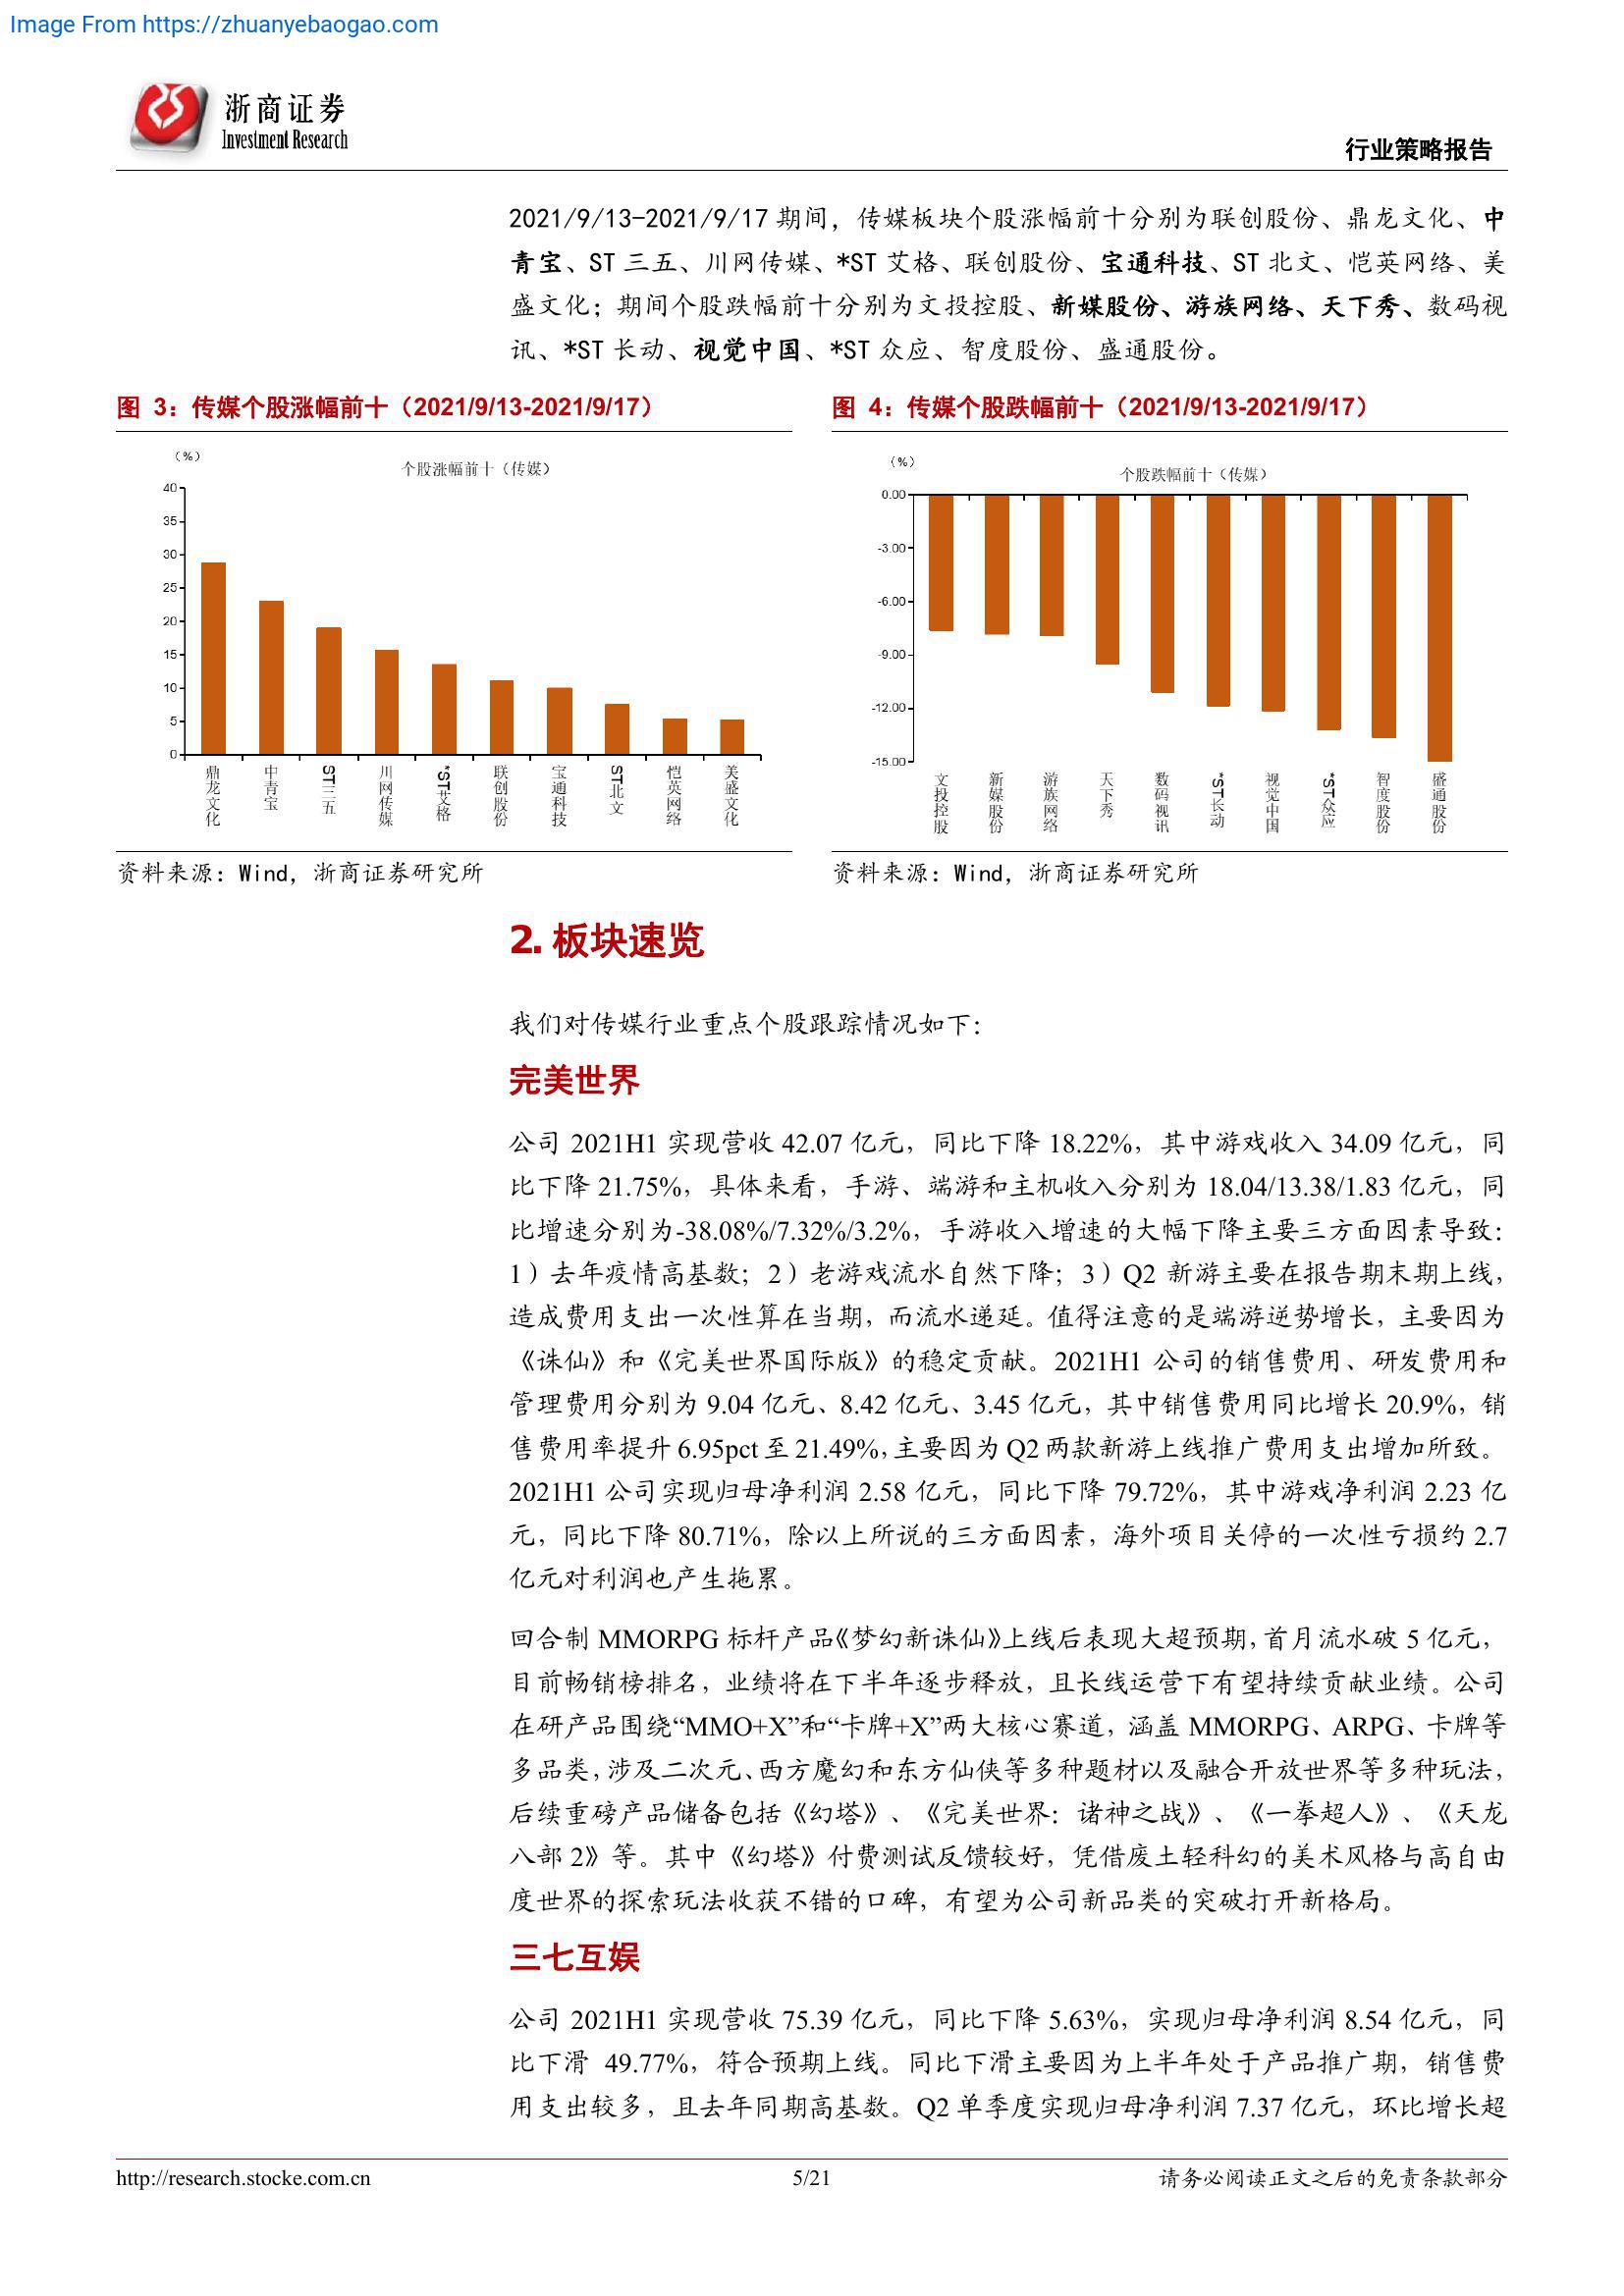 Image From https://zhuanyebaogao.com
浙商证券
Investment Research
行业策略报告
2021/9/13-2021/9/17 期间，传媒板块个股涨幅前十分别为联创股份、鼎龙文化、中
青宝、ST 三五、川网传媒、*ST 艾格、联创股份、宝通科技、ST 北文、恺英网络、美
盛文化；期间个股跌幅前十分别为文投控股、新媒股份、游族网络、天下秀、数码视
讯、*ST 长动、视觉中国、*ST 众应、智度股份、盛通股份。
图 3：传媒个股涨幅前十（2021/9/13-2021/9/17）
（%）
个股涨幅前十（传媒）
40
35
30
25
20
15
10
5
0
鼎龙文化
中青宝
ST三五
川网传媒
*ST艾格
联创股份
宝通科技
ST北文
恺英网络
美盛文化
资料来源：Wind，浙商证券研究所
图 4：传媒个股跌幅前十（2021/9/13-2021/9/17）
（%）
个股跌幅前十（传媒）
0.00
-3.00
-6.00
-9.00
-12.00
-15.00
文投控股
新媒股份
游族网络
天下秀
数码视讯
*ST长动
视觉中国
*ST众应
智度股份
盛通股份
资料来源：Wind，浙商证券研究所
2. 板块速览
我们对传媒行业重点个股跟踪情况如下：
完美世界
公司 2021H1 实现营收 42.07 亿元，同比下降 18.22%，其中游戏收入 34.09 亿元，同
比下降 21.75%，具体来看，手游、端游和主机收入分别为 18.04/13.38/1.83 亿元，同
比增速分别为-38.08%/7.32%/3.2%，手游收入增速的大幅下降主要三方面因素导致：
1）去年疫情高基数；2）老游戏流水自然下降；3）Q2 新游主要在报告期末期上线，
造成费用支出一次性算在当期，而流水递延。值得注意的是端游逆势增长，主要因为
《诛仙》和《完美世界国际版》的稳定贡献。2021H1 公司的销售费用、研发费用和
管理费用分别为 9.04 亿元、8.42 亿元、3.45 亿元，其中销售费用同比增长 20.9%，销
售费用率提升 6.95pct 至 21.49%，主要因为 Q2 两款新游上线推广费用支出增加所致。
2021H1 公司实现归母净利润 2.58 亿元，同比下降 79.72%，其中游戏净利润 2.23 亿
元，同比下降 80.71%，除以上所说的三方面因素，海外项目关停的一次性亏损约 2.7
亿元对利润也产生拖累。
回合制 MMORPG 标杆产品《梦幻新诛仙》上线后表现大超预期，首月流水破 5 亿元，
目前畅销榜排名，业绩将在下半年逐步释放，且长线运营下有望持续贡献业绩。公司
在研产品围绕“MMO+X”和“卡牌+X”两大核心赛道，涵盖 MMORPG、ARPG、卡牌等
多品类，涉及二次元、西方魔幻和东方仙侠等多种题材以及融合开放世界等多种玩法，
后续重磅产品储备包括《幻塔》、《完美世界：诸神之战》、《一拳超人》、《天龙
八部 2》等。其中《幻塔》付费测试反馈较好，凭借废土轻科幻的美术风格与高自由
度世界的探索玩法收获不错的口碑，有望为公司新品类的突破打开新格局。
三七互娱
公司 2021H1 实现营收 75.39 亿元，同比下降 5.63%，实现归母净利润 8.54 亿元，同
比下滑 49.77%，符合预期上线。同比下滑主要因为上半年处于产品推广期，销售费
用支出较多，且去年同期高基数。Q2 单季度实现归母净利润 7.37 亿元，环比增长超
http://research.stocke.com.cn
5/21
请务必阅读正文之后的免责条款部分